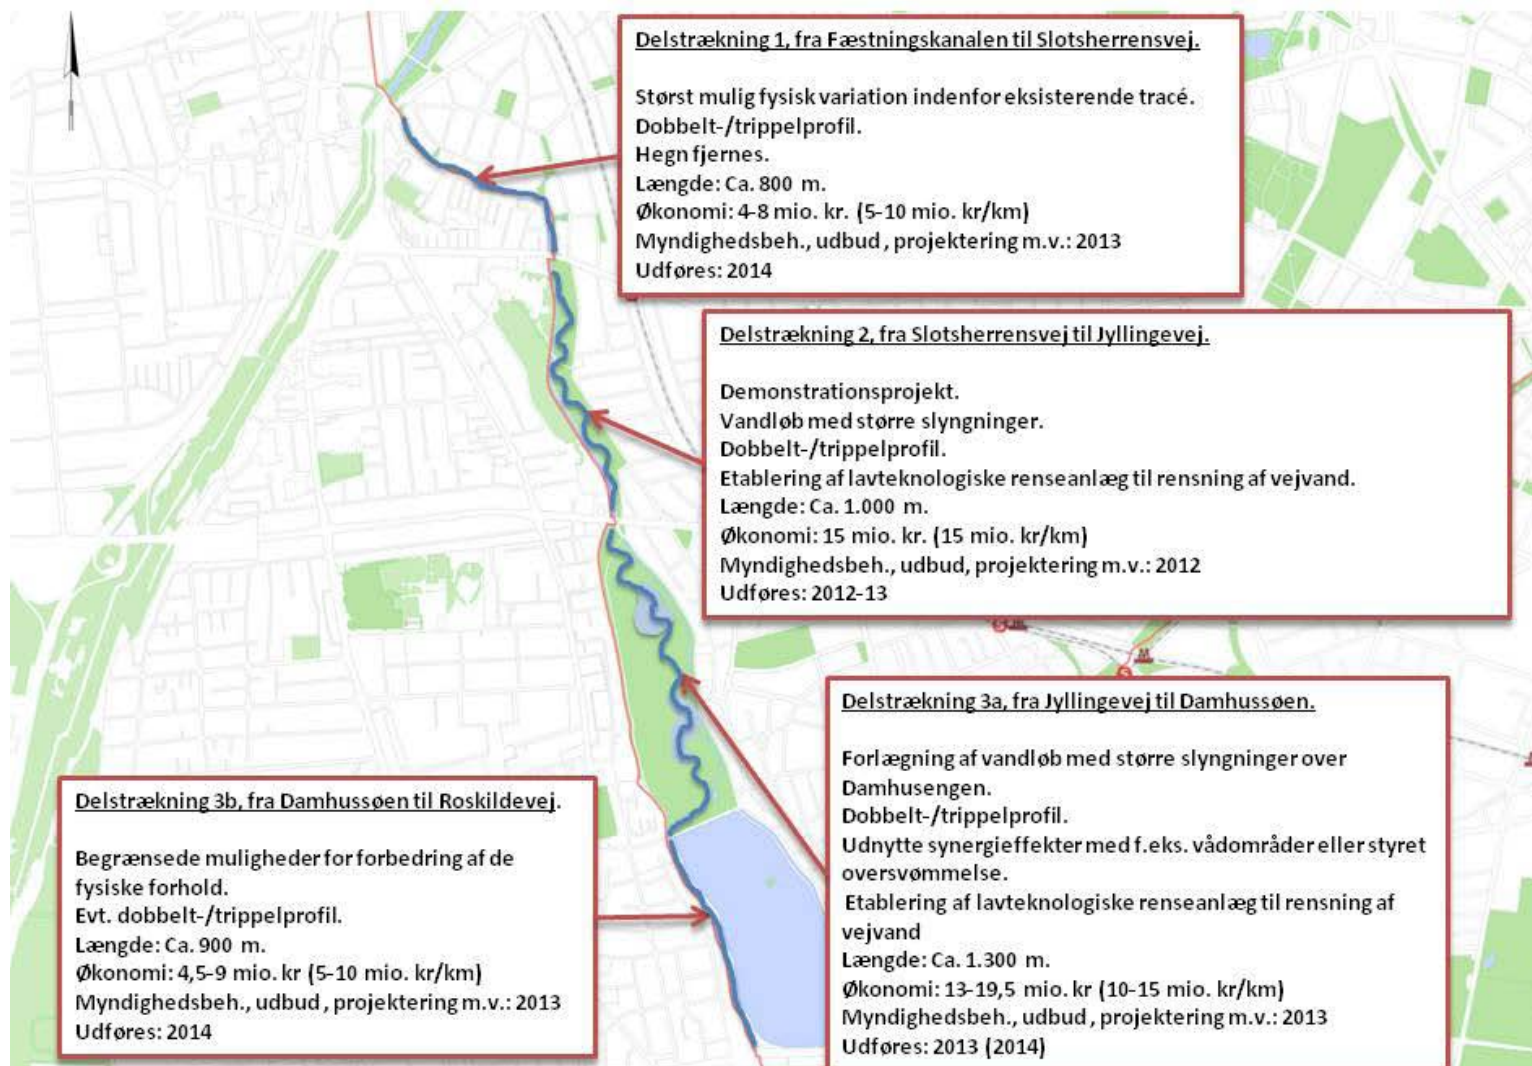 Delstrækning 1, fra Fæstningskanalen til Slotsherrensvej.
Størst mulig fysisk variation indenfor eksisterende tracé.
Dobbelt-/trippelprofil.
Hegn fjernes.
Længde: Ca. 800 m.
Økonomi: 4-8 mio. kr. (5-10 mio. kr/km)
Myndighedsbeh., udbud , projektering m.v.: 2013
Udføres: 2014
Delstrækning 2, fra Slotsherrensvej til Jyllingevej.
Demonstrationsprojekt.
Vandløb med større slyngninger.
Dobbelt-/trippelprofil.
Etablering af lavteknologiske renseanlæg til rensning af vejvand.
Længde: Ca. 1.000 m.
Økonomi: 15 mio. kr. (15 mio. kr/km)
Myndighedsbeh., udbud, projektering m.v.: 2012
Udføres: 2012-13
Delstrækning 3a, fra Jyllingevej til Damhussøen.
Forlægning af vandløb med større slyngninger over
Damhusengen.
Dobbelt-/trippelprofil.
Udnytte synergieffekter med f.eks. vådområder eller styret
oversvømmelse.
Etablering af lavteknologiske renseanlæg til rensning af
vejvand
Længde: Ca. 1.300 m.
Økonomi: 13-19,5 mio. kr (10-15 mio. kr/km)
Myndighedsbeh., udbud , projektering m.v.: 2013
Udføres: 2013 (2014)
Delstrækning 3b, fra Damhussøen til Roskildevej.
Begrænsede muligheder for forbedring af de
fysiske forhold.
Evt. dobbelt-/trippelprofil.
Længde: Ca. 900 m.
Økonomi: 4,5-9 mio. kr (5-10 mio. kr/km)
Myndighedsbeh., udbud , projektering m.v.: 2013
Udføres: 2014